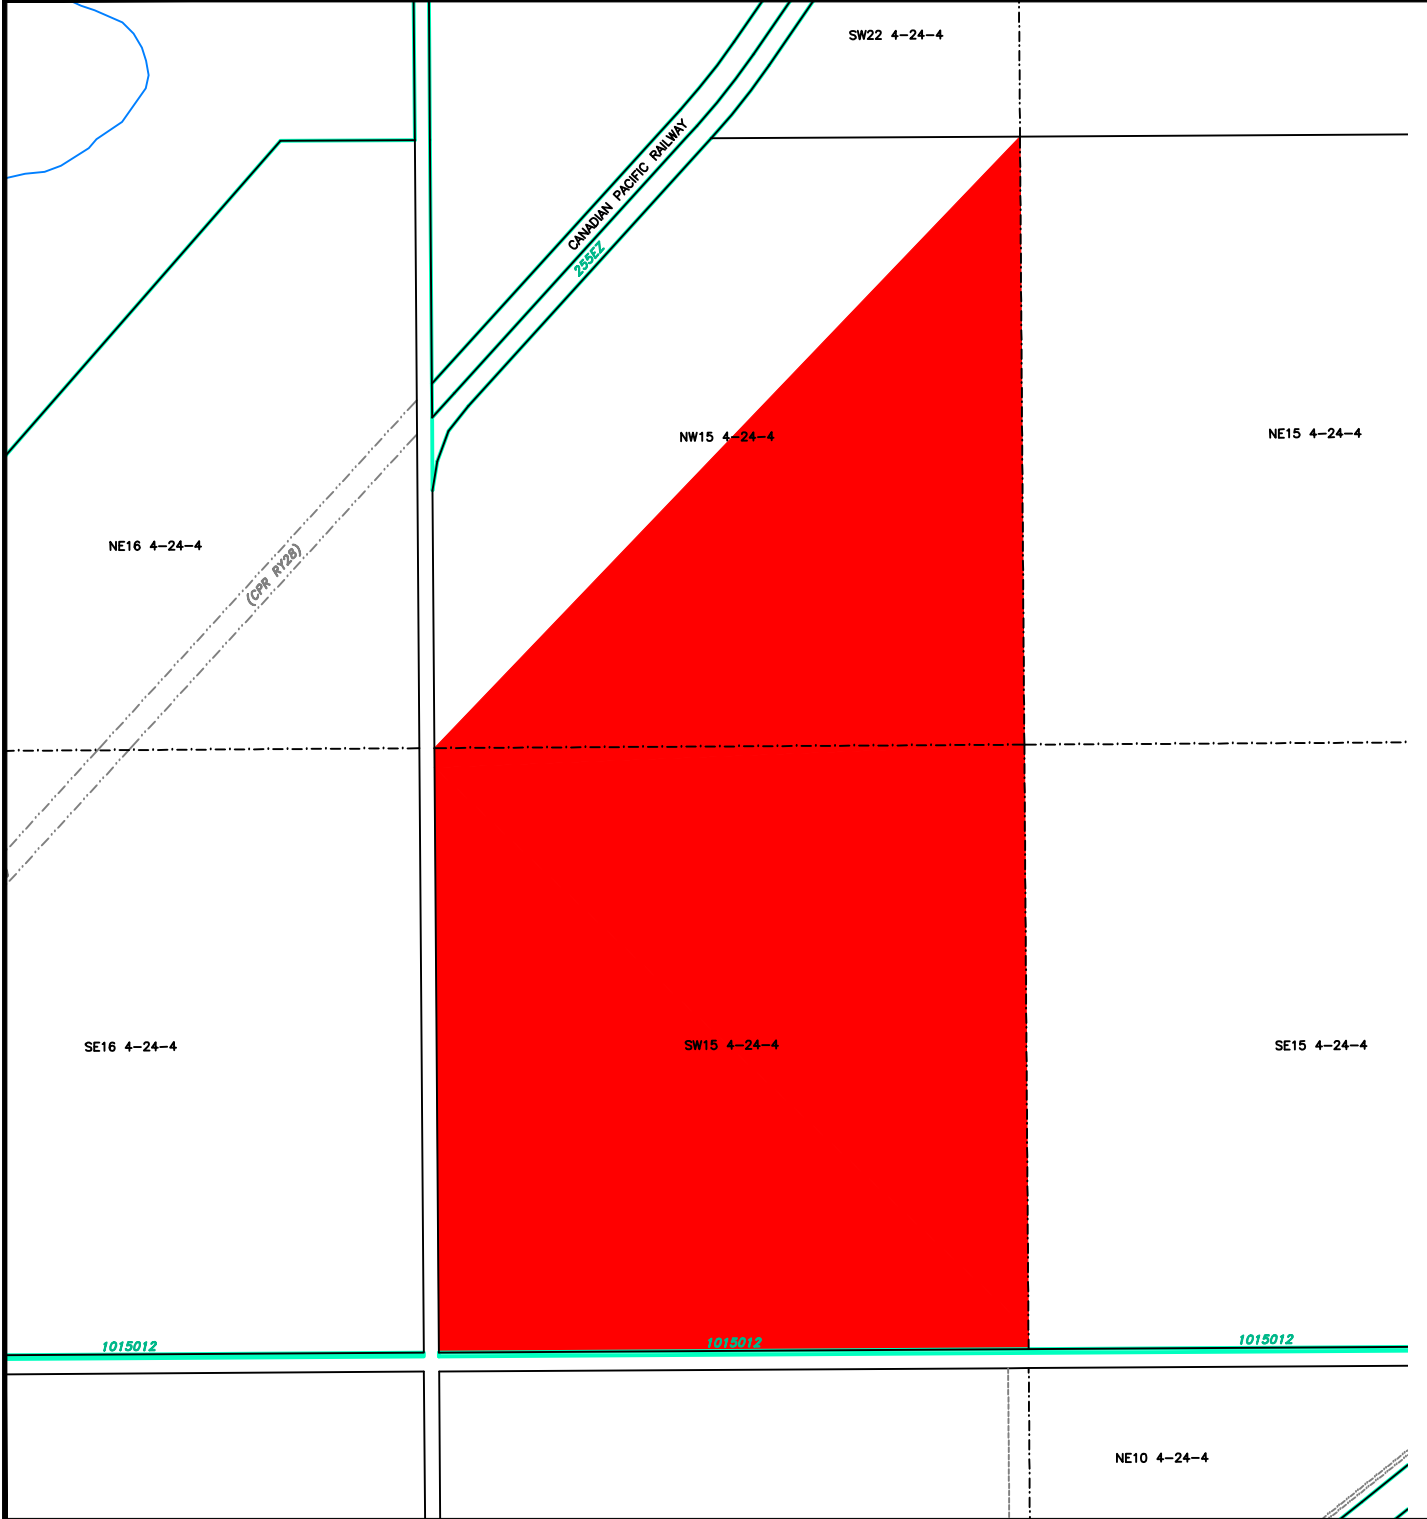 SW22 4-24-4
CANADIAN PACIFIC RAILWAY
255EZ
NW15 4-24-4
NE15 4-24-4
NE16 4-24-4
(CPR RY28)
SE16 4-24-4
SW15 4-24-4
SE15 4-24-4
1015012
1015012
1015012
NE10 4-24-4